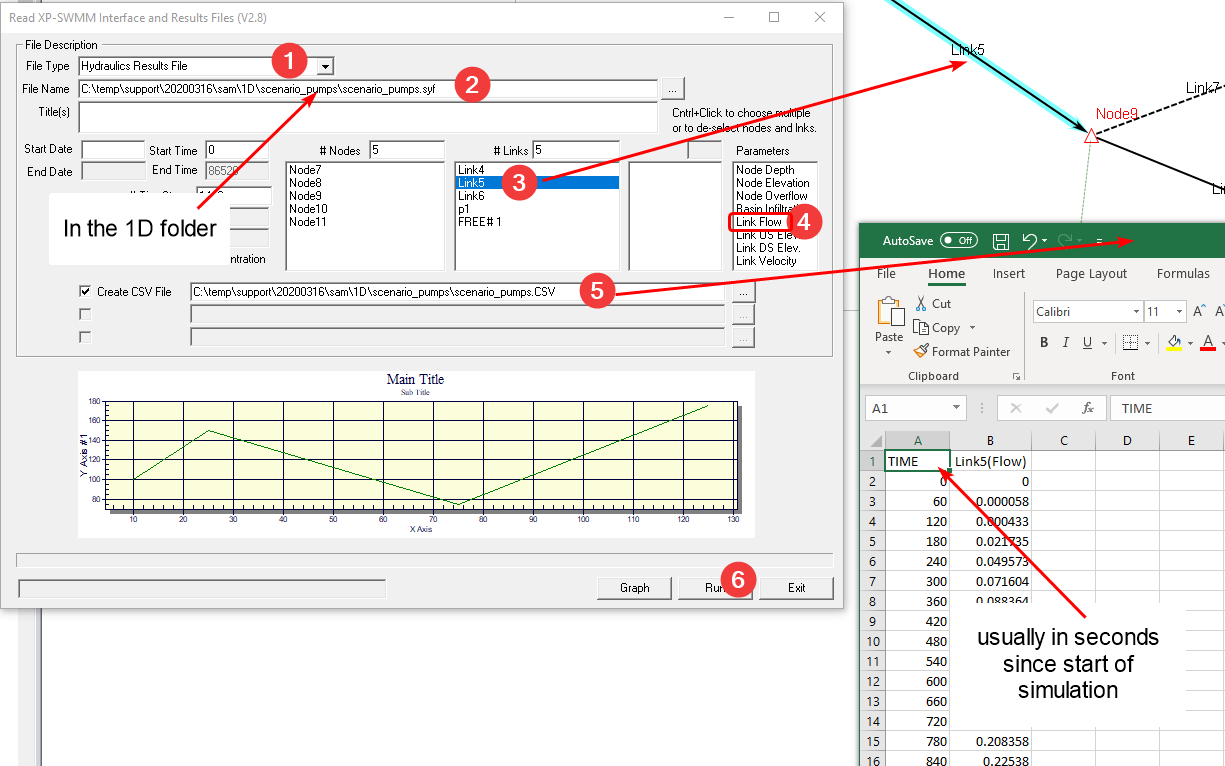 Read XP-SWMM Interface and Results Files (V2.8)
File Description
File Type Hydraulics Results File
1
File Name C:\temp\support\20200316\sam\1D\scenario_pumps\scenario_pumps.syf ...
2
Title(s)
Cntrl+Click to choose multiple
or to de-select nodes and lnks.
Start Date Start Time 0 # Nodes 5 # Links 5 Parameters
End Date End Time 86520
In the 1D folder
Node7
Node8
Node9
Node10
Node11
Link4
Link5
Link6
p1
FREE# 1
3
Node Depth
Node Elevation
Node Overflow
Basin Infiltrat
Link Flow
Link US Elev.
Link DS Elev.
Link Velocity
4
Create CSV File C:\temp\support\20200316\sam\1D\scenario_pumps\scenario_pumps.CSV ...
5
...
...
Main Title
Sub Title
Y Axis # 1
180
160
140
120
100
80
10 20 30 40 50 60 70 80 90 100 110 120 130
X Axis
Graph Run Exit
6
Link5
Link7
Node9
AutoSave Off
File Home Insert Page Layout Formulas
Paste
Cut
Copy
Format Painter
Clipboard
Calibri 11 A
B I U A
Font
A1 fx TIME
A B C D E
1 TIME Link5(Flow)
2 0 0
3 60 0.000058
4 120 0.000433
5 180 0.021735
6 240 0.049573
7 300 0.071604
8 360 0.088364
9 420
10 480
11 540
12 600
13 660
14 720
15 780 0.208358
16 840 0.22538
usually in seconds
since start of
simulation